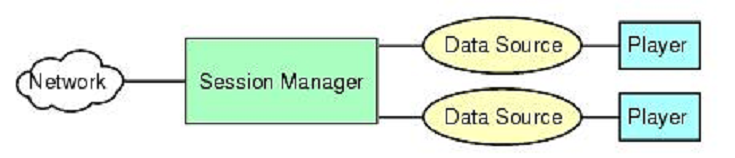 Data Source
Player
Network
Session Manager
Data Source
Player